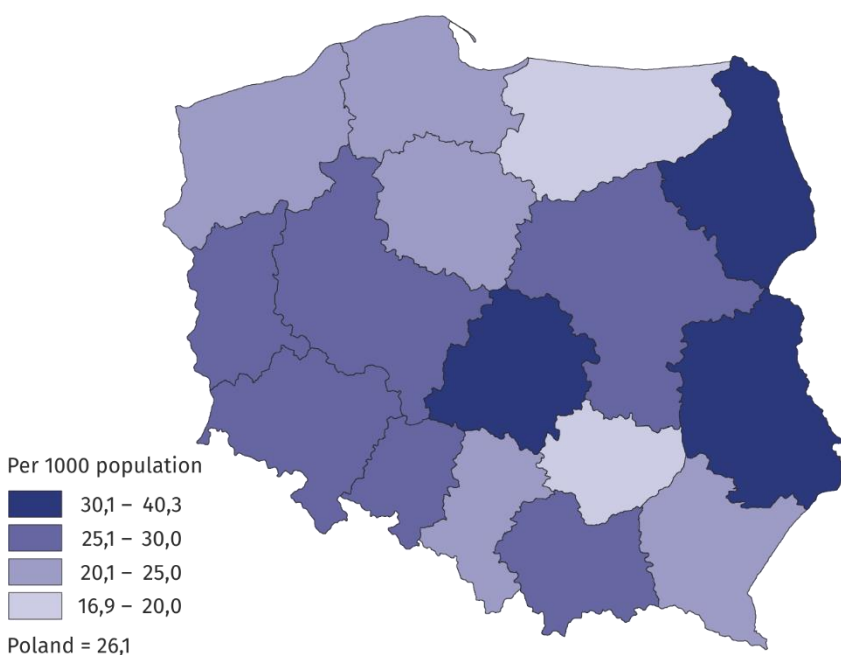 Per 1000 population
30,1 – 40,3
25,1 – 30,0
20,1 – 25,0
16,9 – 20,0
Poland = 26,1